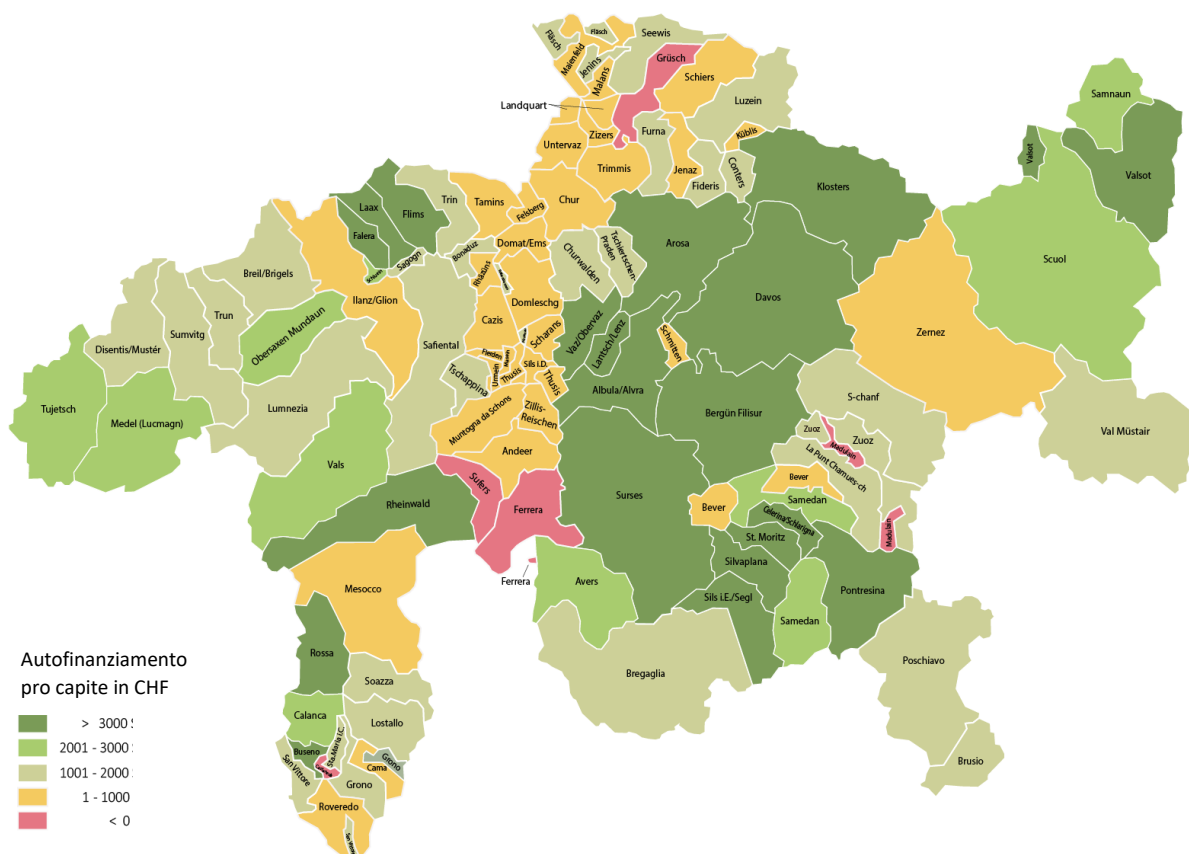 Fläsch
Fläsch
Seewis
Maienfeld
Jenins
Malans
Grüsch
Schiers
Landquart
Luzein
Samnaun
Untervaz
Zizers
Furna
Küblis
Valsot
Valsot
Trimmis
Jenaz
Fideris
Conters
Klosters
Laax
Flims
Trin
Tamins
Felsberg
Chur
Falera
Arosa
Scuol
Sagogn
Bonaduz
Domat/Ems
Churwalden
Tschiertschen-
Praden
Breil/Brigels
Rhäzüns
Ilanz/Glion
Domleschg
Davos
Trun
Sumvitg
Obersaxen Mundaun
Cazis
Scharans
Vaz/Obervaz
Lantsch/Lenz
Schmitten
Zernez
Disentis/Mustér
Safiental
Flerden
Urmein
Masein
Thusis
Sils i.D.
Thusis
Tschappina
Albula/Alvra
Lumnezia
Tujetsch
Medel (Lucmagn)
Muntogna da Schons
Zillis-
Reischen
Bergün Filisur
S-chanf
Val Müstair
Zuoz
Madulain
Zuoz
La Punt Chamues-ch
Andeer
Vals
Sufers
Bever
Rheinwald
Ferrera
Surses
Bever
Samedan
Celerina/Schlarigna
Madulain
St. Moritz
Silvaplana
Ferrera
Mesocco
Avers
Sils i.E./Segl
Samedan
Pontresina
Rossa
Poschiavo
Autofinanziamento
pro capite in CHF
Soazza
Bregaglia
Calanca
Lostallo
> 3000
2001 - 3000
1001 - 2000
1 - 1000
< 0
Buseno
Sta. Maria i.C.
San Vittore
Cama
Grono
Grono
Brusio
Roveredo